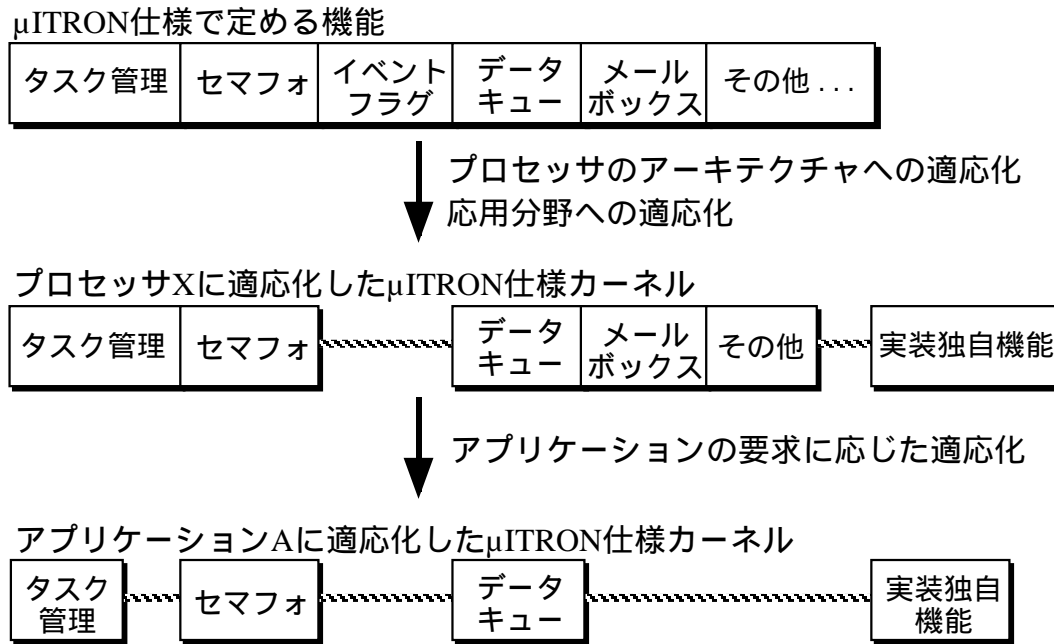 μITRON仕様で定める機能
タスク管理 セマフォ イベント データ メール その他 . . .
フラグ キュー ボックス
プロセッサのアーキテクチャへの適応化
応用分野への適応化
プロセッサXに適応化したμITRON仕様カーネル
タスク管理 セマフォ データ メール その他 実装独自機能
キュー ボックス
アプリケーションの要求に応じた適応化
アプリケーションAに適応化したμITRON仕様カーネル
タスク セマフォ データ 実装独自
管理 キュー 機能